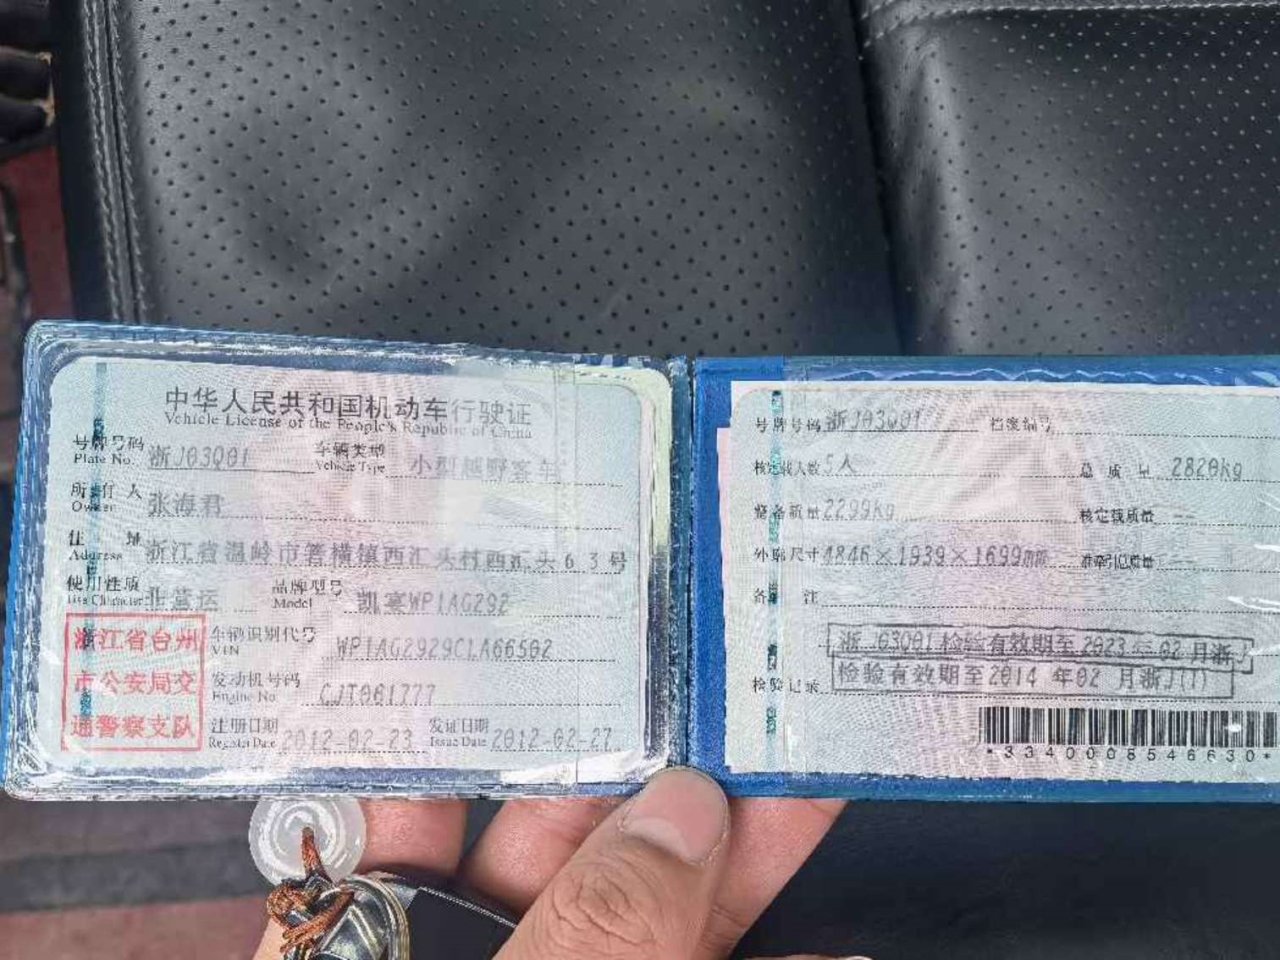 中华人民共和国机动车行驶证
Vehicle License of the People's Republic of China
号牌号码 浙J03Q01 车辆类型 小型越野客车
Plate No. Vehicle Type
所有人 张海君
Owner
住址 浙江省温岭市箬横镇西汇头村西汇头63号
Address
使用性质 非营运 品牌型号 凯宴WP1AG292
Use Character Model
浙江省台州
市公安局交
通警察支队
车辆识别代号 WP1AG2929CLA66502
VIN
发动机号码 CJT061777
Engine No.
注册日期 2012-02-23 发证日期 2012-02-27
Register Date Issue Date
号牌号码 浙J03Q01 档案编号
核定载人数 5人 总质量 2820kg
整备质量 2299kg 核定载质量 --
外廓尺寸 4846×1939×1699mm 准牵引总质量 --
备注
浙J03Q01检验有效期至2023年02月浙J
检验记录 检验有效期至2014年02月浙J(1)
*3340008546630*